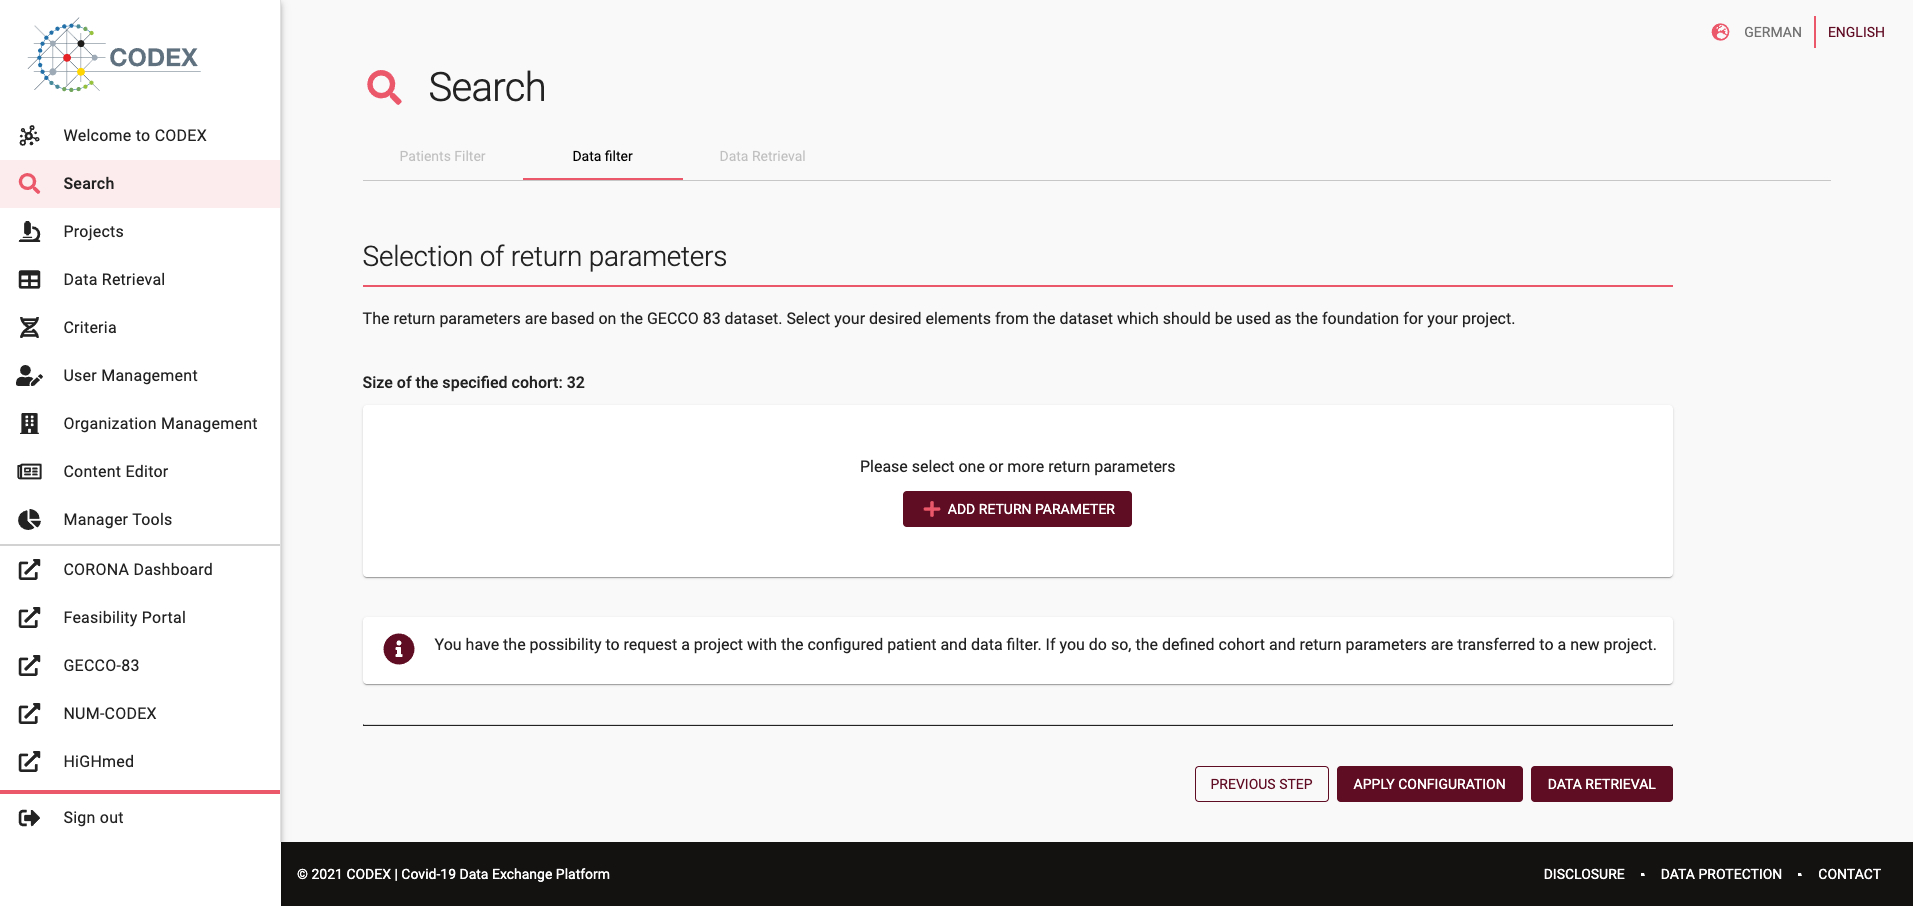 CODEX
Welcome to CODEX
Search
Projects
Data Retrieval
Criteria
User Management
Organization Management
Content Editor
Manager Tools
CORONA Dashboard
Feasibility Portal
GECCO-83
NUM-CODEX
HiGHmed
Sign out
GERMAN ENGLISH
Search
Patients Filter Data filter Data Retrieval
Selection of return parameters
The return parameters are based on the GECCO 83 dataset. Select your desired elements from the dataset which should be used as the foundation for your project.
Size of the specified cohort: 32
Please select one or more return parameters
ADD RETURN PARAMETER
You have the possibility to request a project with the configured patient and data filter. If you do so, the defined cohort and return parameters are transferred to a new project.
PREVIOUS STEP APPLY CONFIGURATION DATA RETRIEVAL
© 2021 CODEX | Covid-19 Data Exchange Platform
DISCLOSURE • DATA PROTECTION • CONTACT